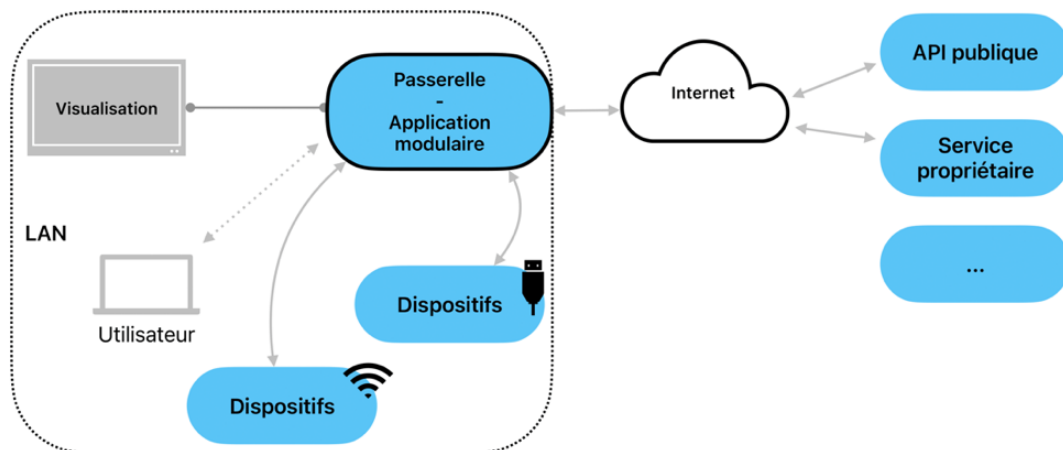 Visualisation
Passerelle
-
Application
modulaire
Internet
API publique
Service
propriétaire
...
LAN
Utilisateur
Dispositifs
Dispositifs